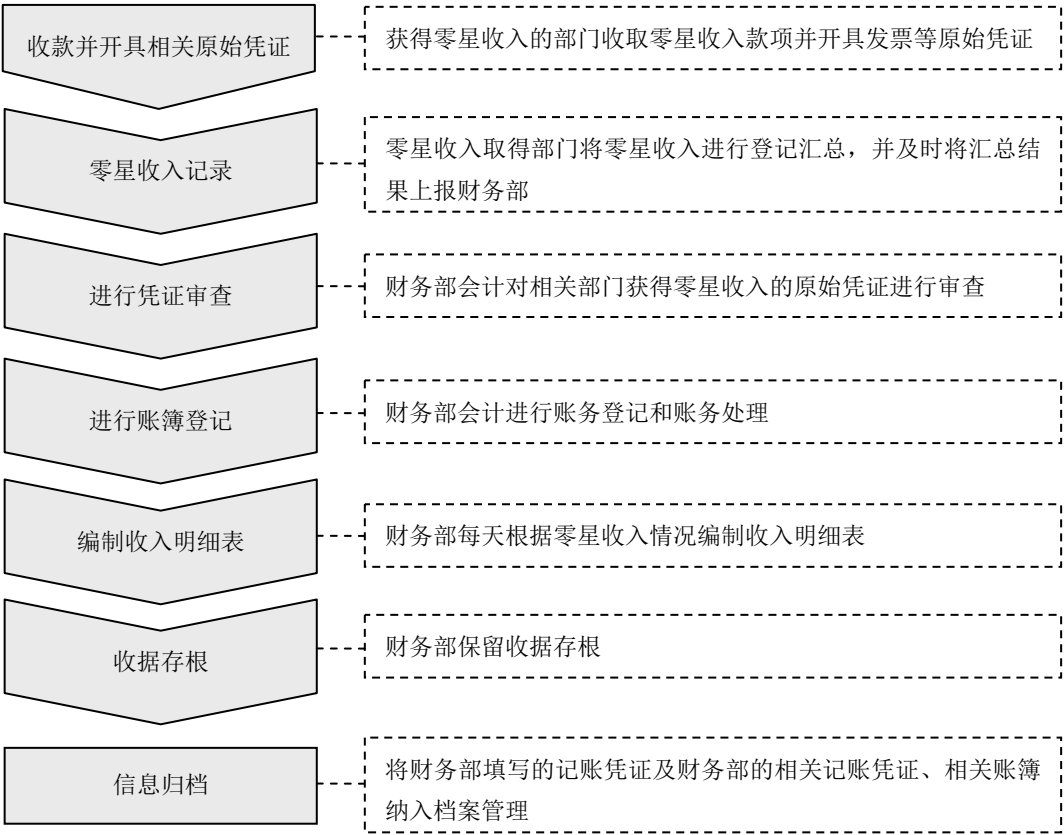 收款并开具相关原始凭证
获得零星收入的部门收取零星收入款项并开具发票等原始凭证
零星收入记录
零星收入取得部门将零星收入进行登记汇总，并及时将汇总结
果上报财务部
进行凭证审查
财务部会计对相关部门获得零星收入的原始凭证进行审查
进行账簿登记
财务部会计进行账务登记和账务处理
编制收入明细表
财务部每天根据零星收入情况编制收入明细表
收据存根
财务部保留收据存根
信息归档
将财务部填写的记账凭证及财务部的相关记账凭证、相关账簿
纳入档案管理